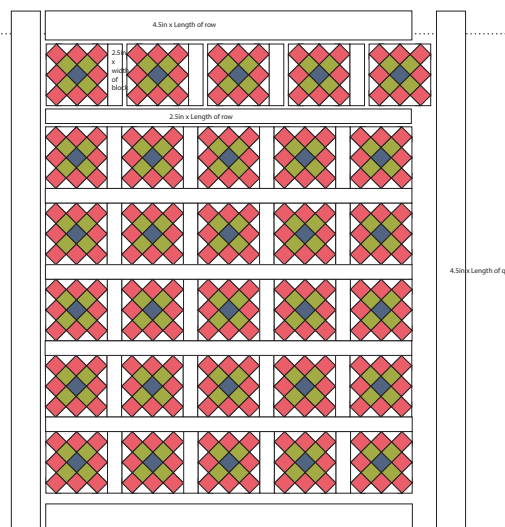 4.5in x Length of row
2.5in
x
width
of
block
2.5in x Length of row
4.5in x Length of q